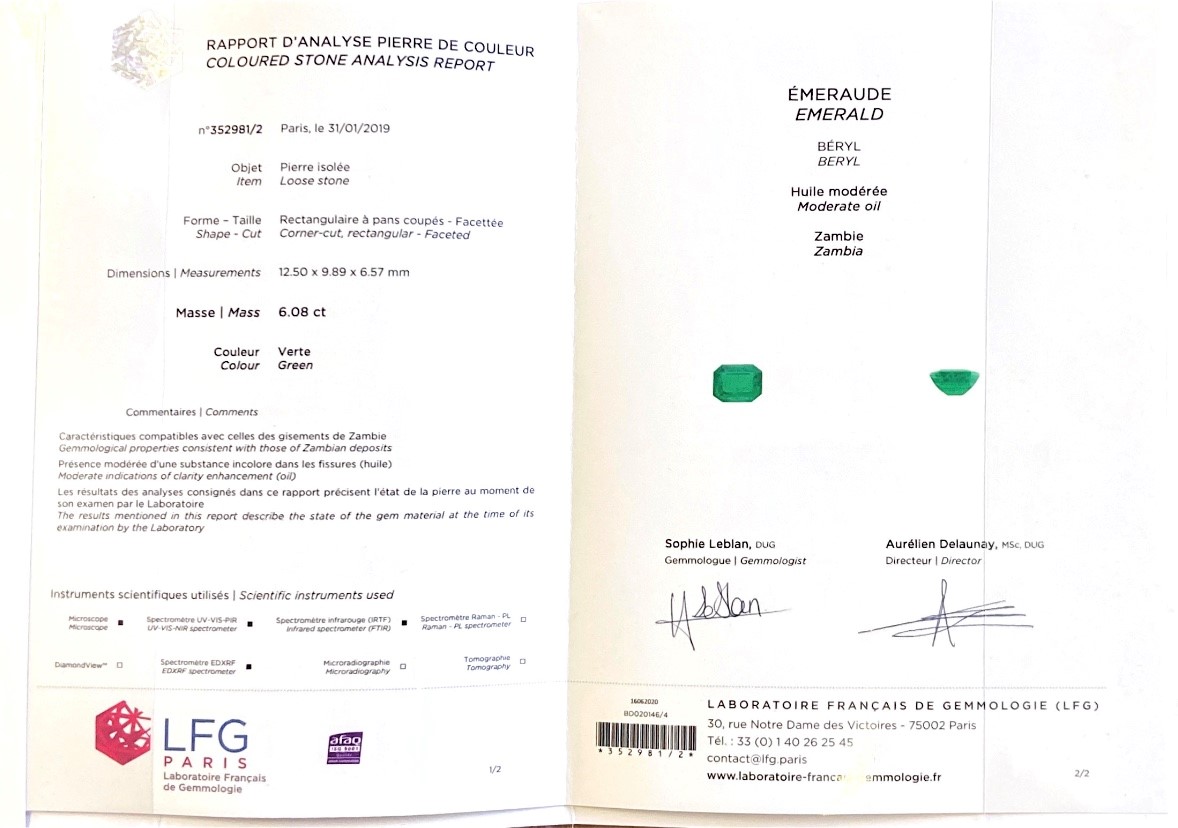 RAPPORT D'ANALYSE PIERRE DE COULEUR
COLOURED STONE ANALYSIS REPORT
n°352981/2 Paris, le 31/01/2019
Objet Pierre isolée
Item Loose stone
Forme – Taille Rectangulaire à pans coupés - Facettée
Shape - Cut Corner-cut, rectangular - Faceted
Dimensions | Measurements 12.50 x 9.89 x 6.57 mm
Masse | Mass 6.08 ct
Couleur Verte
Colour Green
Commentaires | Comments
Caractéristiques compatibles avec celles des gisements de Zambie
Gemmological properties consistent with those of Zambian deposits
Présence modérée d'une substance incolore dans les fissures (huile)
Moderate indications of clarity enhancement (oil)
Les résultats des analyses consignés dans ce rapport précisent l'état de la pierre au moment de
son examen par le Laboratoire
The results mentioned in this report describe the state of the gem material at the time of its
examination by the Laboratory
Instruments scientifiques utilisés | Scientific instruments used
Microscope Spectromètre UV-VIS-PIR Spectromètre infrarouge (IRTF) Spectromètre Raman - PL
Microscope UV-VIS-NIR spectrometer Infrared spectrometer (FTIR) Raman - PL spectrometer
DiamondView™ Spectromètre EDXRF Microradiographie Tomographie
EDXRF spectrometer Microradiography Tomography
LFG
PARIS
Laboratoire Français
de Gemmologie
afaq
ISO 9001
1/2
ÉMERAUDE
EMERALD
BÉRYL
BERYL
Huile modérée
Moderate oil
Zambie
Zambia
Sophie Leblan, DUG Aurélien Delaunay, MSc, DUG
Gemmologue | Gemmologist Directeur | Director
16062020
BD020146/4
*352981/2*
LABORATOIRE FRANÇAIS DE GEMMOLOGIE (LFG)
30, rue Notre Dame des Victoires - 75002 Paris
Tél. : 33 (0) 1 40 26 25 45
contact@lfg.paris
www.laboratoire-franca emmologie.fr
2/2